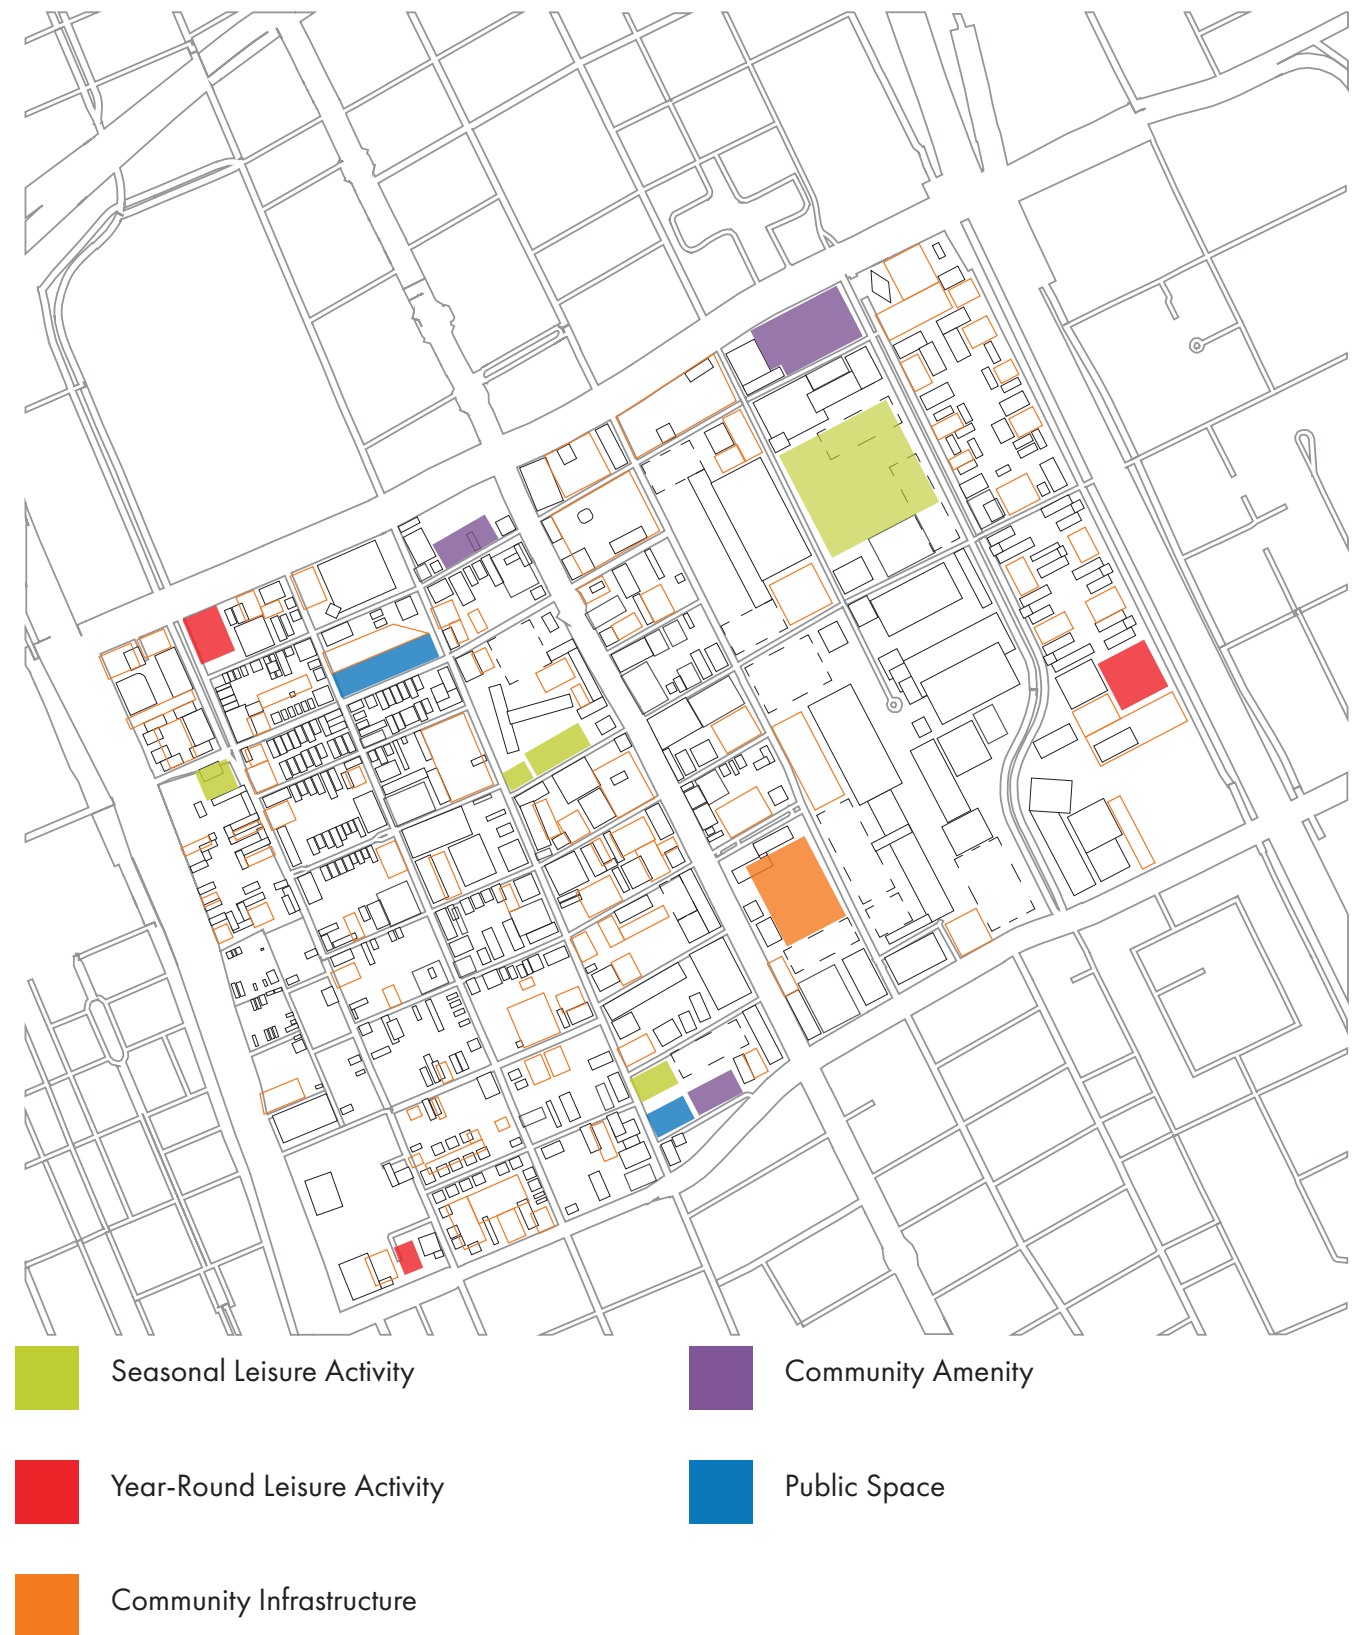 Seasonal Leisure Activity
Community Amenity
Year-Round Leisure Activity
Public Space
Community Infrastructure